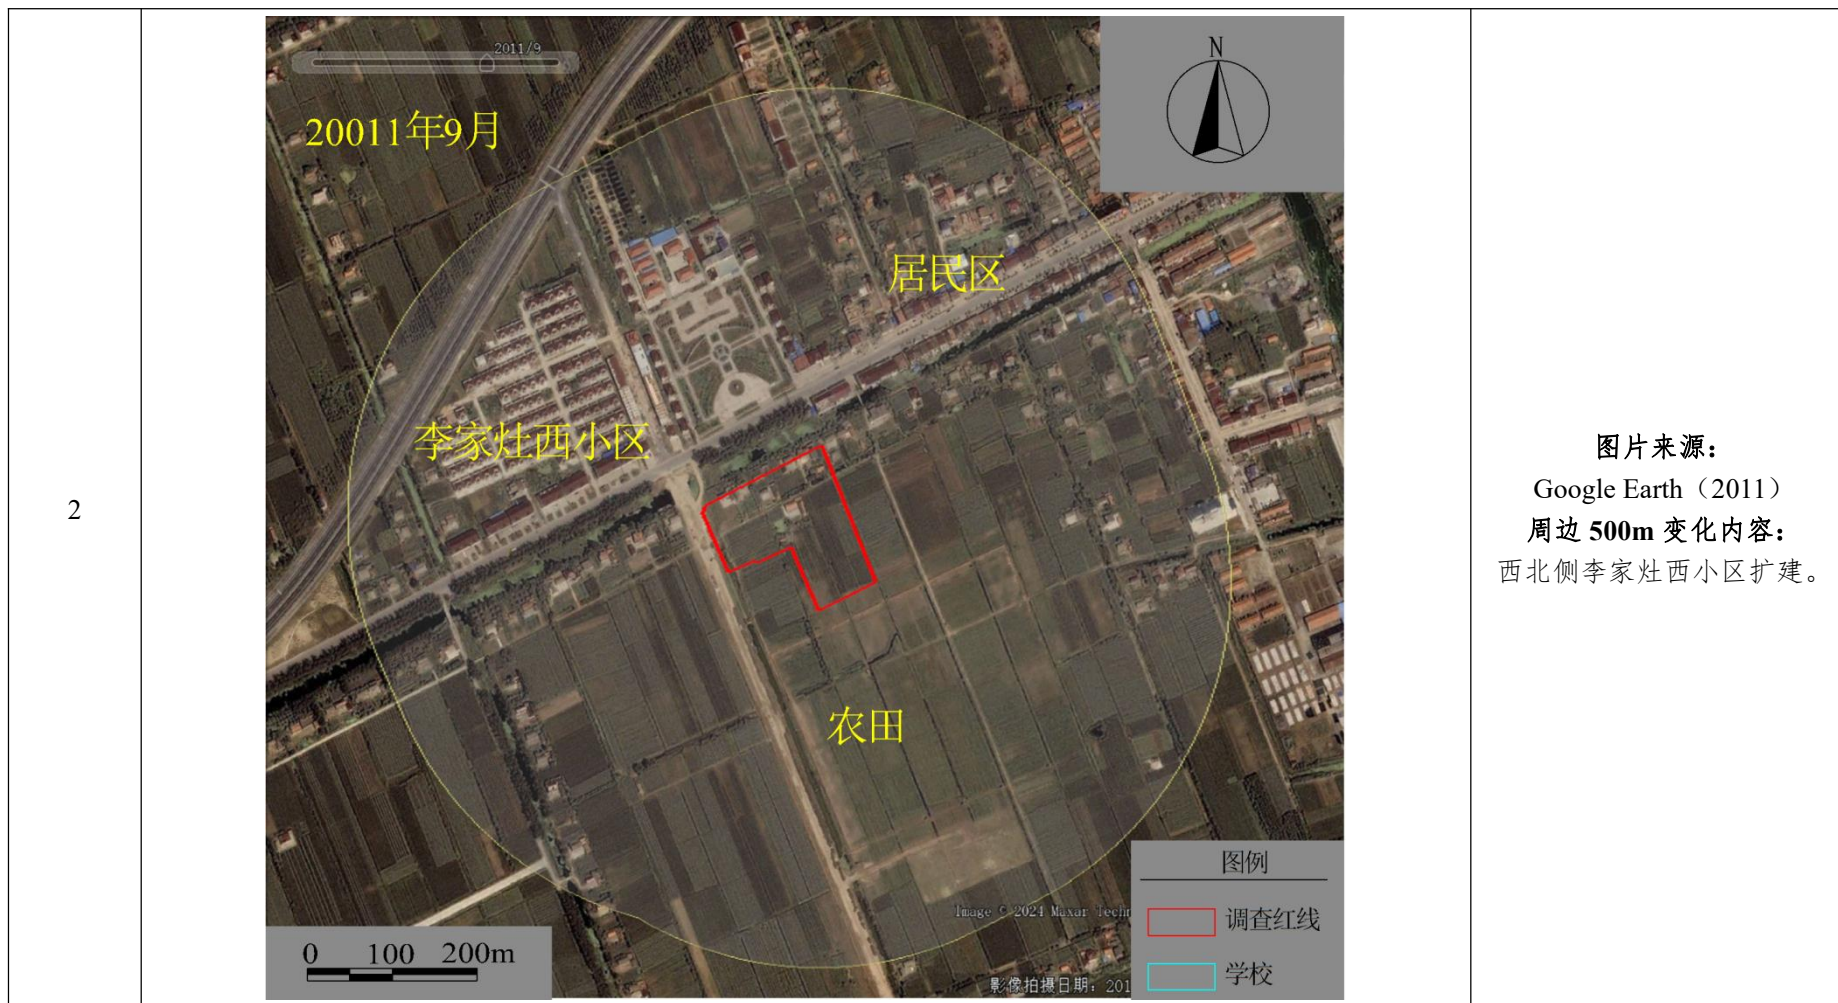 2
2011/9
20011年9月
N
居民区
李家灶西小区
农田
Image © 2024 Maxar Techn
影像拍摄日期：201
0 100 200m
图例
调查红线
学校
图片来源：
Google Earth（2011）
周边 500m 变化内容：
西北侧李家灶西小区扩建。